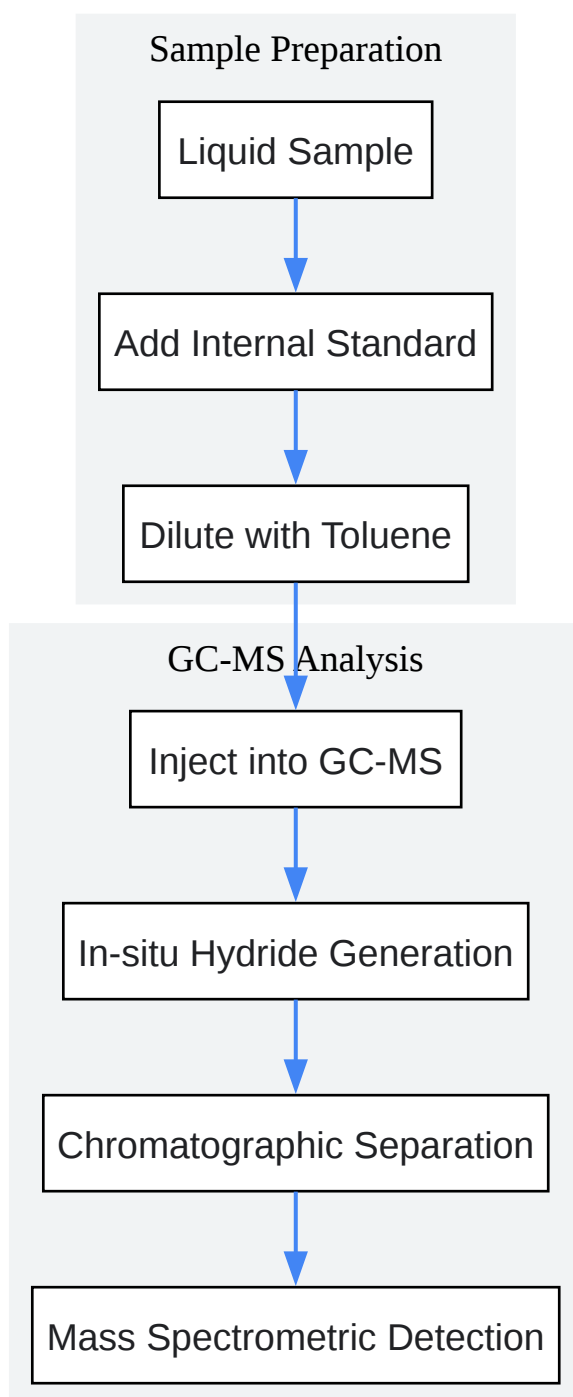 Sample Preparation
Liquid Sample
Add Internal Standard
Dilute with Toluene
GC-MS Analysis
Inject into GC-MS
In-situ Hydride Generation
Chromatographic Separation
Mass Spectrometric Detection